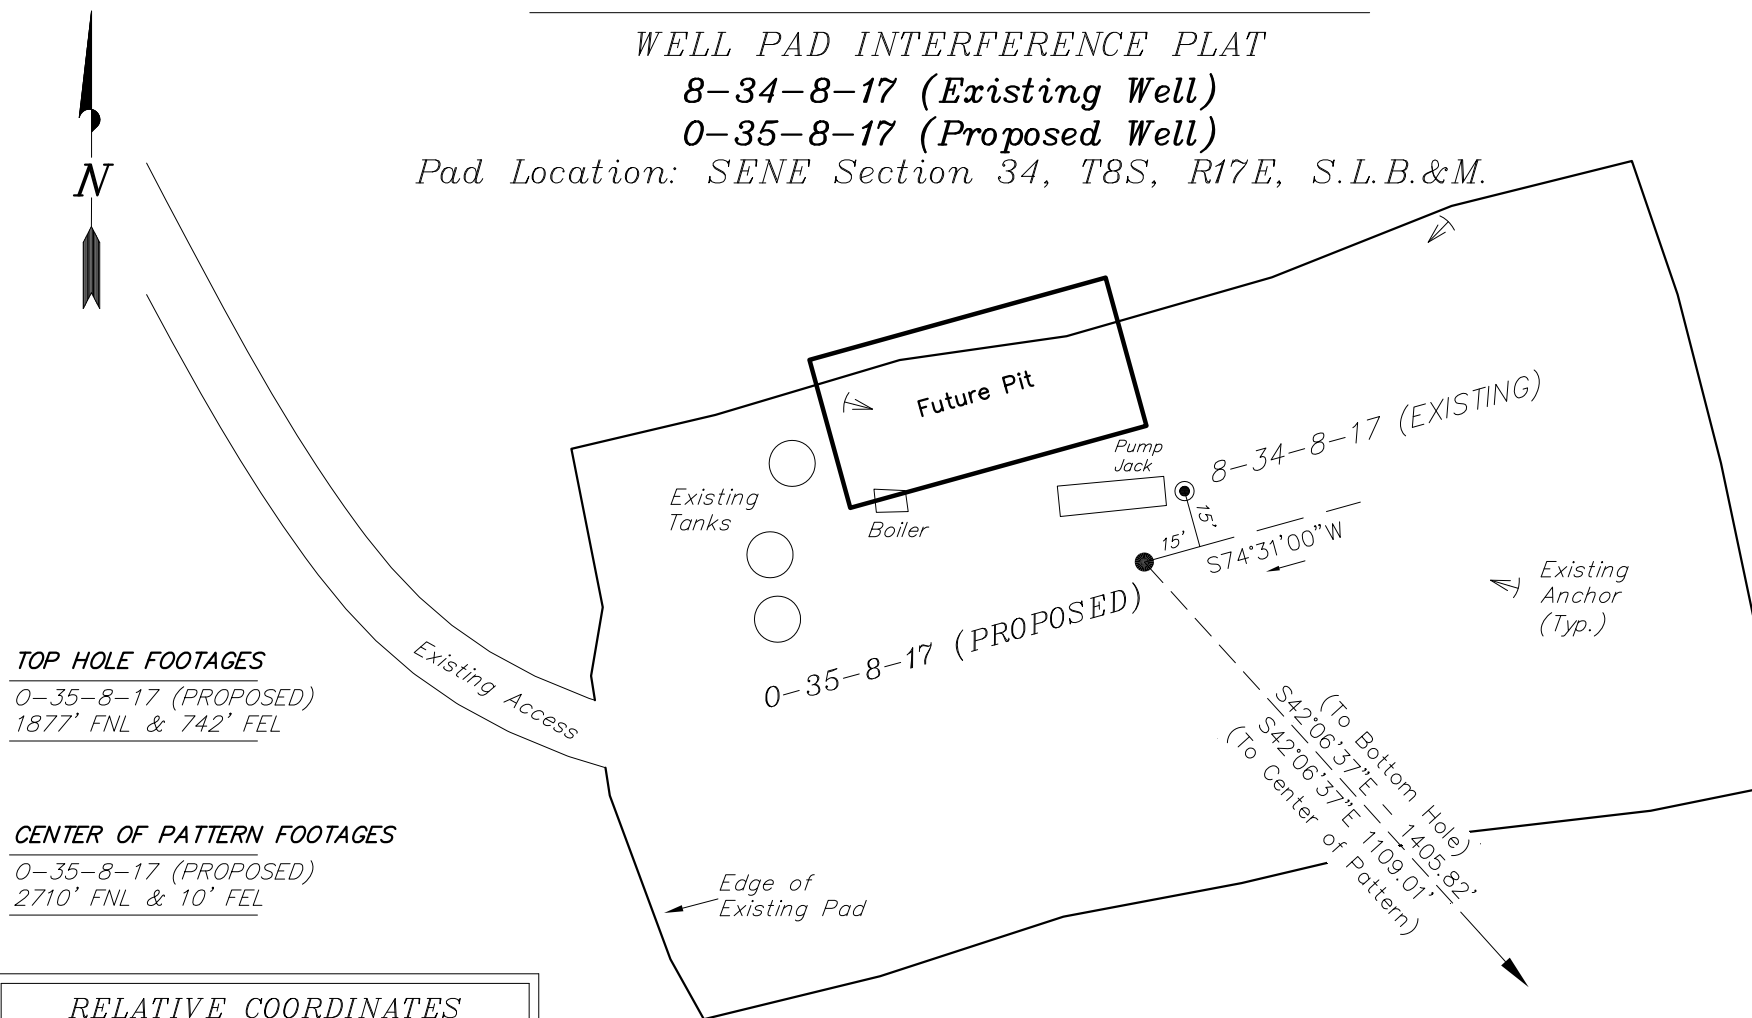 WELL PAD INTERFERENCE PLAT
8-34-8-17 (Existing Well)
O-35-8-17 (Proposed Well)
Pad Location: SENE Section 34, T8S, R17E, S.L.B.&M.
N
Future Pit
Pump
Jack
8-34-8-17 (EXISTING)
Existing
Tanks
Boiler
15'
15'
S74°31'00"W
Existing
Anchor
(Typ.)
O-35-8-17 (PROPOSED)
Existing Access
TOP HOLE FOOTAGES
O-35-8-17 (PROPOSED)
1877' FNL & 742' FEL
(To Bottom Hole)
S42°06'37"E - 1405.82'
S42°06'37"E 1109.01'
(To Center of Pattern)
CENTER OF PATTERN FOOTAGES
O-35-8-17 (PROPOSED)
2710' FNL & 10' FEL
Edge of
Existing Pad
RELATIVE COORDINATES